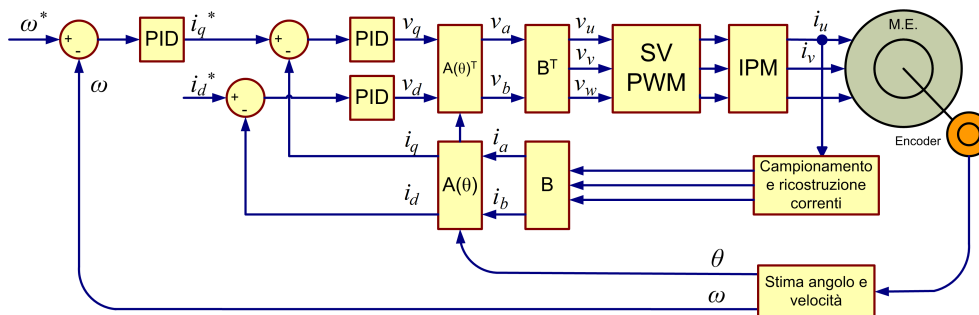 ω*
+
-
PID
i_q*
+
-
PID
v_q
A(θ)ᵀ
v_a
Bᵀ
v_u
v_v
v_w
SV
PWM
IPM
i_u
i_v
M.E.
ω
i_d*
+
-
PID
v_d
v_b
Encoder
i_q
A(θ)
i_a
B
i_d
i_b
Campionamento
e ricostruzione
correnti
θ
ω
Stima angolo e
velocità